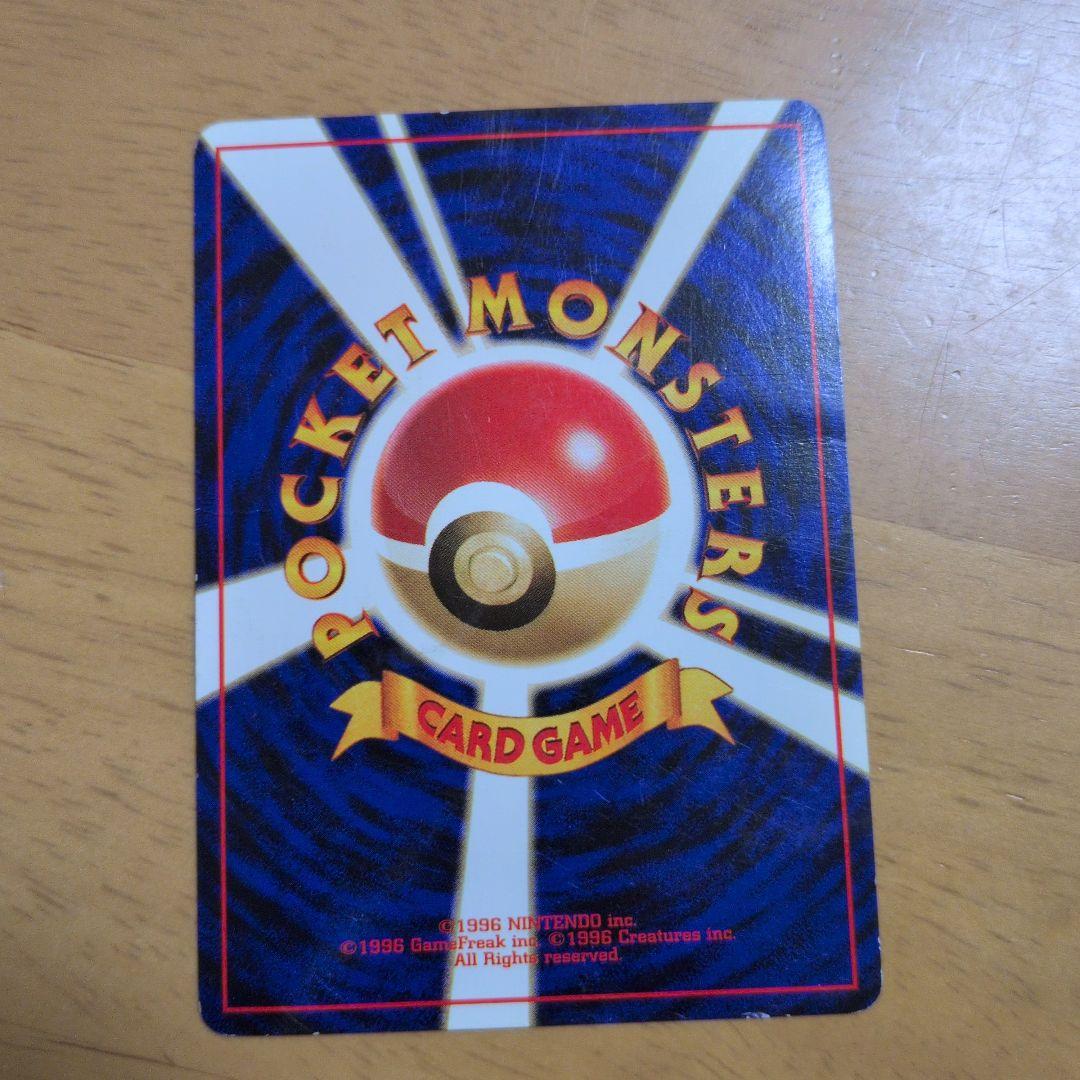 POCKET MONSTERS
CARD GAME
©1996 NINTENDO inc.
©1996 GameFreak inc. ©1996 Creatures inc.
All Rights reserved.